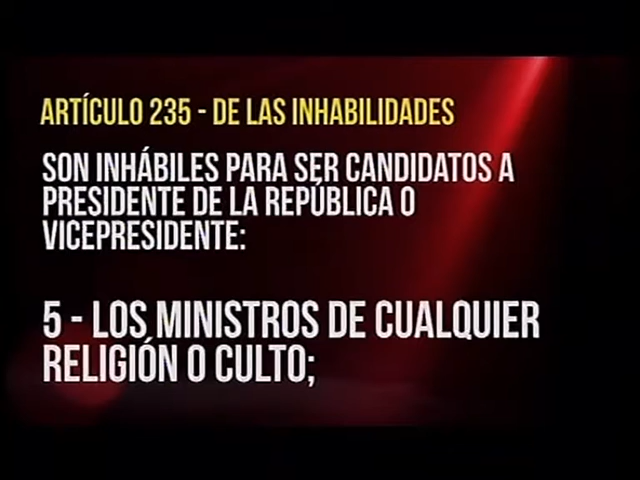 ARTÍCULO 235 - DE LAS INHABILIDADES
SON INHÁBILES PARA SER CANDIDATOS A
PRESIDENTE DE LA REPÚBLICA O
VICEPRESIDENTE:
5 - LOS MINISTROS DE CUALQUIER
RELIGIÓN O CULTO;